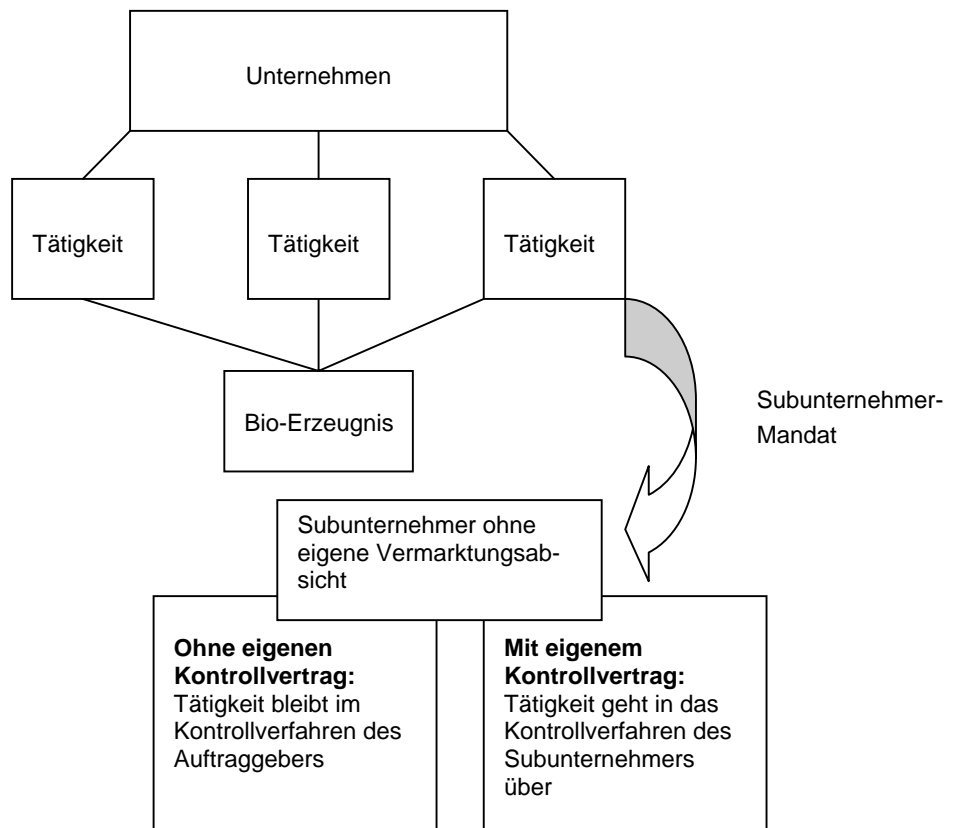 Unternehmen
Tätigkeit
Tätigkeit
Tätigkeit
Bio-Erzeugnis
Subunternehmer-
Mandat
Subunternehmer ohne
eigene Vermarktungsab-
sicht
Ohne eigenen
Kontrollvertrag:
Tätigkeit bleibt im
Kontrollverfahren des
Auftraggebers
Mit eigenem
Kontrollvertrag:
Tätigkeit geht in das
Kontrollverfahren des
Subunternehmers
über